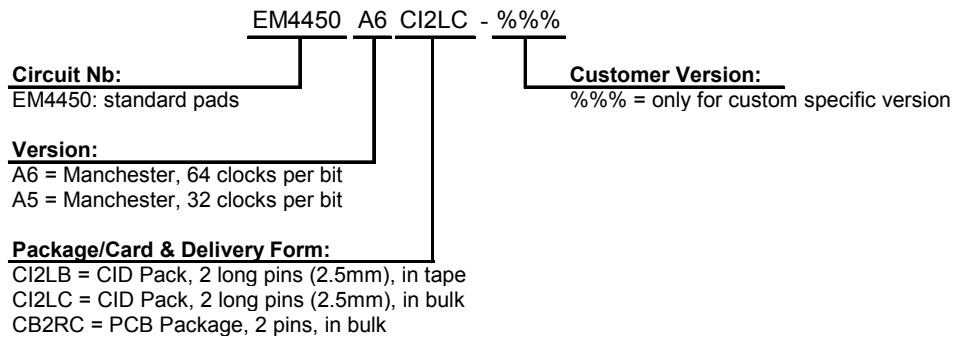 EM4450 A6 CI2LC - %%%
Circuit Nb:
EM4450: standard pads
Customer Version:
%%% = only for custom specific version
Version:
A6 = Manchester, 64 clocks per bit
A5 = Manchester, 32 clocks per bit
Package/Card & Delivery Form:
CI2LB = CID Pack, 2 long pins (2.5mm), in tape
CI2LC = CID Pack, 2 long pins (2.5mm), in bulk
CB2RC = PCB Package, 2 pins, in bulk